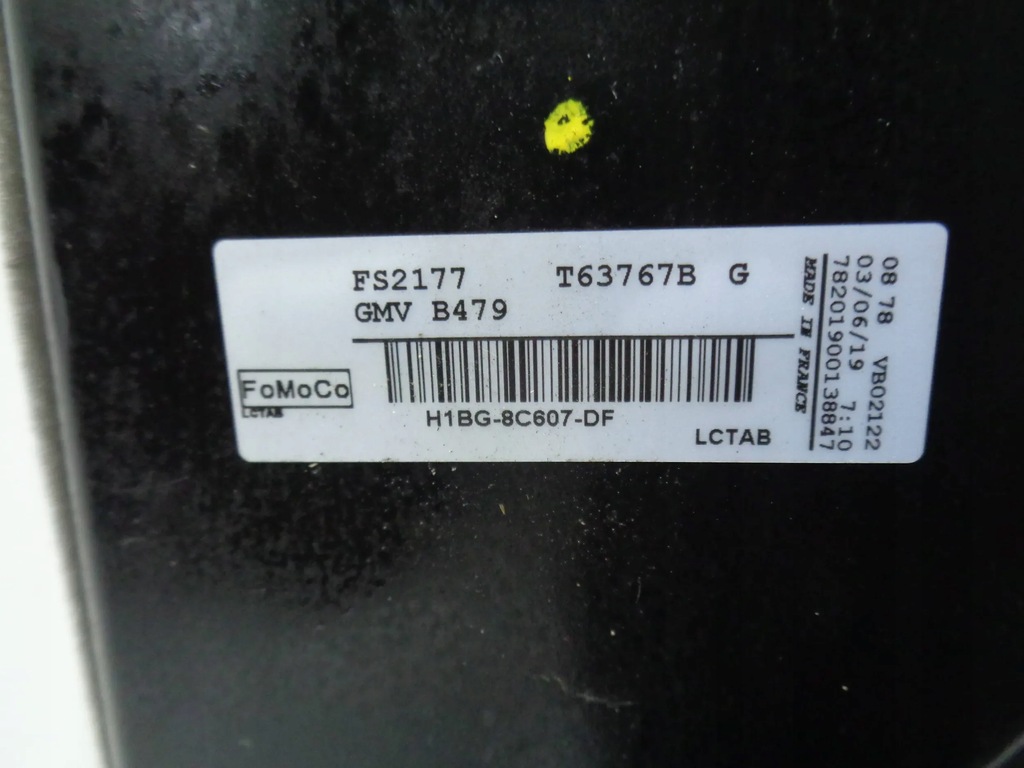 FS2177 T63767B G
GMV B479
FoMoCo
LCTAB
H1BG-8C607-DF
LCTAB
08 78 VB02122
03/06/19 7:10
78201900138847
MADE IN FRANCE